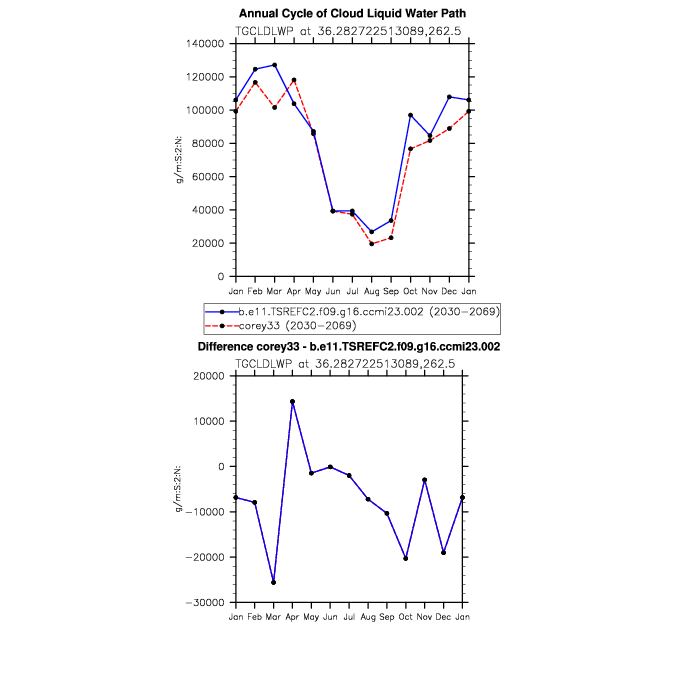 Annual Cycle of Cloud Liquid Water Path
TGCLDLWP at 36.282722513089,262.5
140000
120000
100000
80000
60000
40000
20000
0
g/m:S:2:N:
Jan Feb Mar Apr May Jun Jul Aug Sep Oct Nov Dec Jan
b.e11.TSREFC2.f09.g16.ccmi23.002 (2030-2069)
corey33 (2030-2069)
Difference corey33 - b.e11.TSREFC2.f09.g16.ccmi23.002
TGCLDLWP at 36.282722513089,262.5
20000
10000
0
-10000
-20000
-30000
g/m:S:2:N:
Jan Feb Mar Apr May Jun Jul Aug Sep Oct Nov Dec Jan